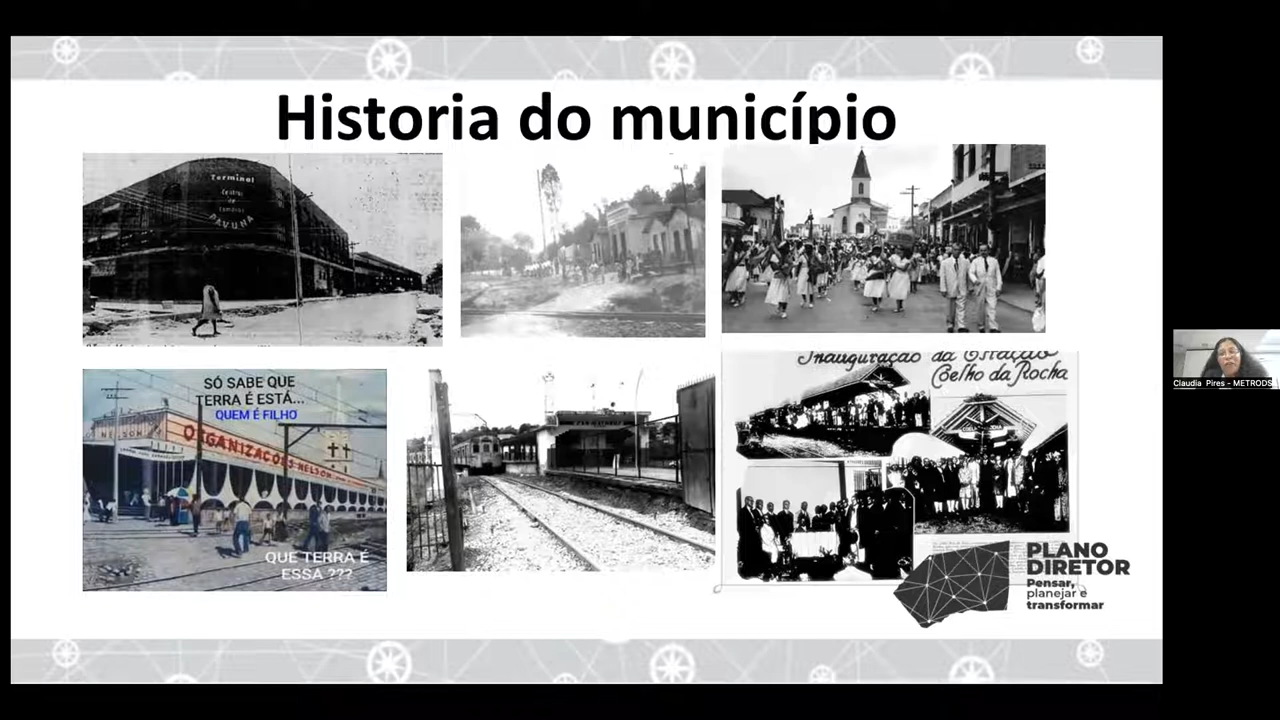 Historia do município
Terminal
PAVUNA
SÓ SABE QUE
TERRA É ESTÁ...
QUEM É FILHO
ORGANIZAÇÕES NELSON
QUE TERRA É
ESSA ???
Inauguração da Estação
Coelho da Rocha
PLANO
DIRETOR
Pensar,
planejar e
transformar
Claudia Pires - METRODS